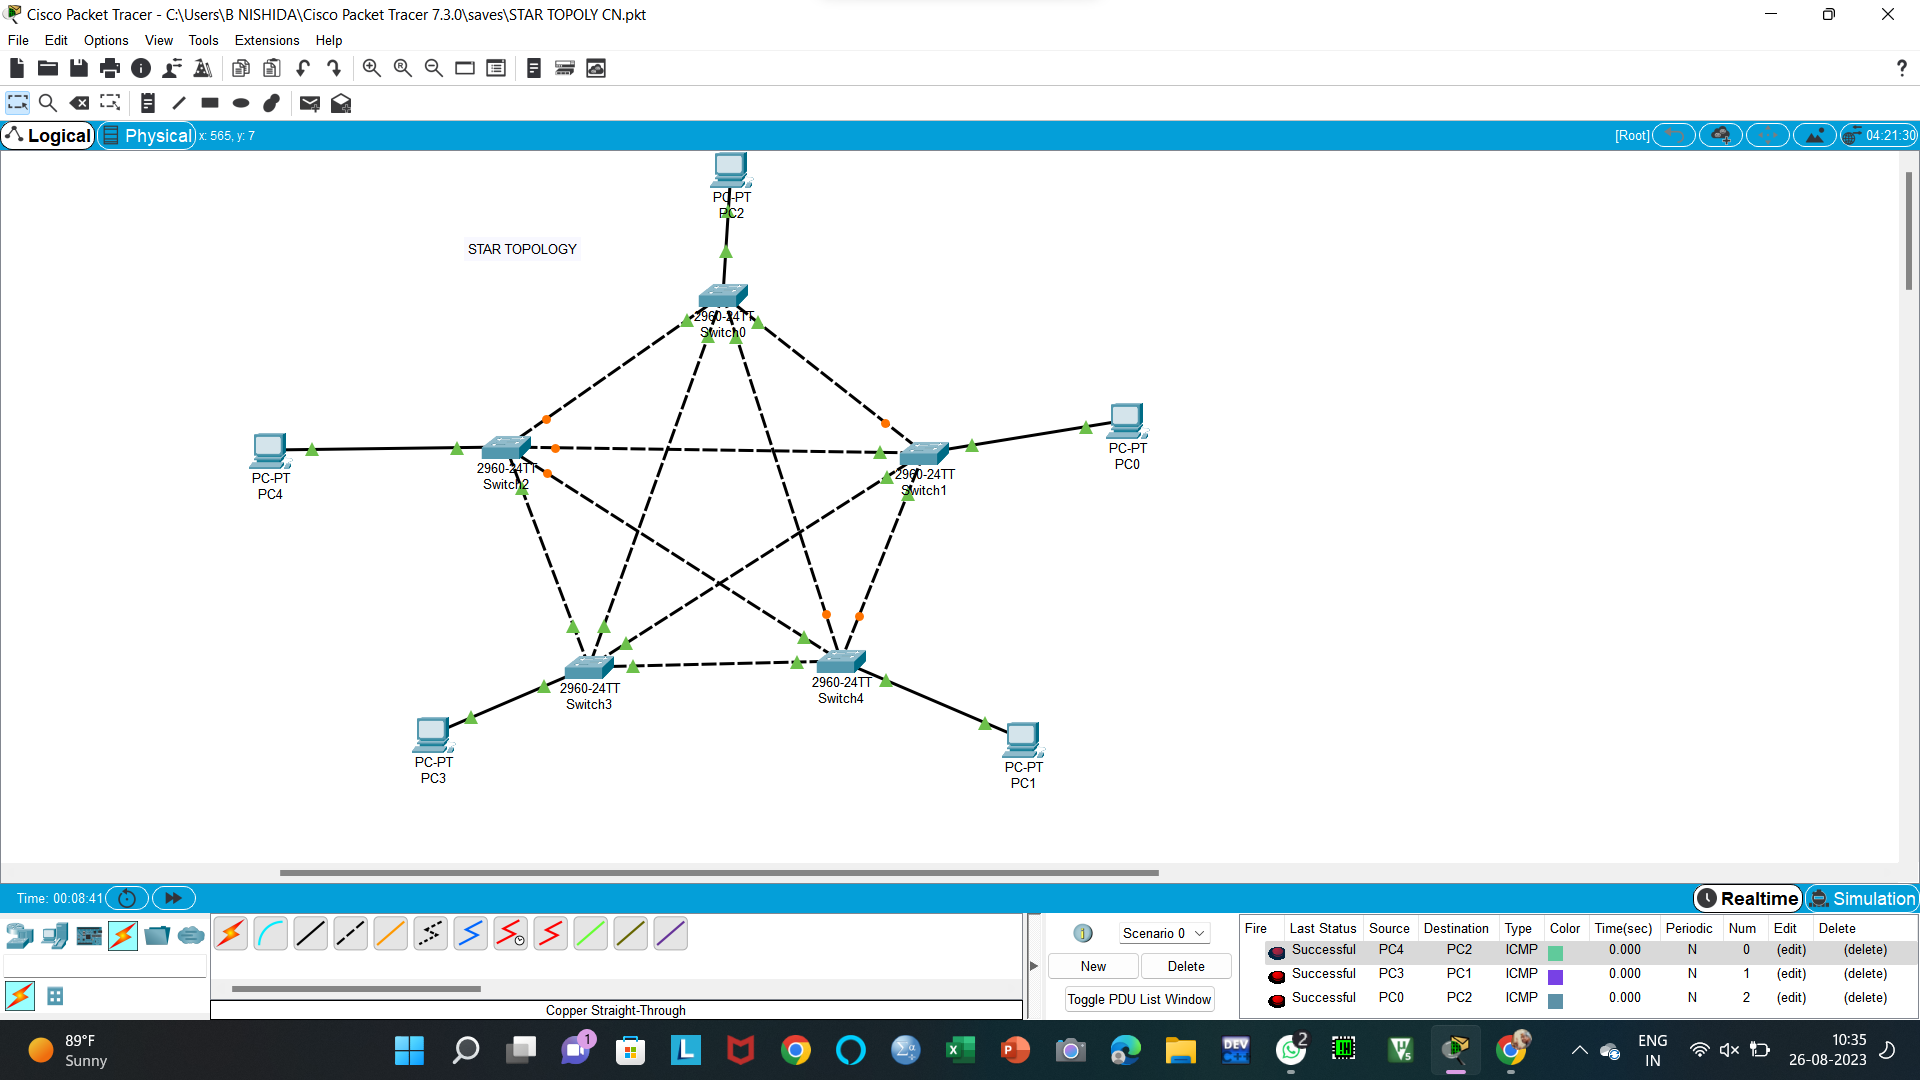 Cisco Packet Tracer - C:\Users\B NISHIDA\Cisco Packet Tracer 7.3.0\saves\STAR TOPOLY CN.pkt
File Edit Options View Tools Extensions Help
?
Logical Physical x: 565, y: 7 [Root] 04:21:30
PC-PT
PC2
STAR TOPOLOGY
2960-24TT
Switch0
PC-PT
PC0
PC-PT
PC4
2960-24TT
Switch2
2960-24TT
Switch1
2960-24TT
Switch3
2960-24TT
Switch4
PC-PT
PC3
PC-PT
PC1
Time: 00:08:41 Realtime Simulation
Scenario 0
New Delete
Toggle PDU List Window
Copper Straight-Through
Fire Last Status Source Destination Type Color Time(sec) Periodic Num Edit Delete
Successful PC4 PC2 ICMP 0.000 N 0 (edit) (delete)
Successful PC3 PC1 ICMP 0.000 N 1 (edit) (delete)
Successful PC0 PC2 ICMP 0.000 N 2 (edit) (delete)
89°F
Sunny
1
L
DEV
C++
2
V5
ENG
IN
10:35
26-08-2023